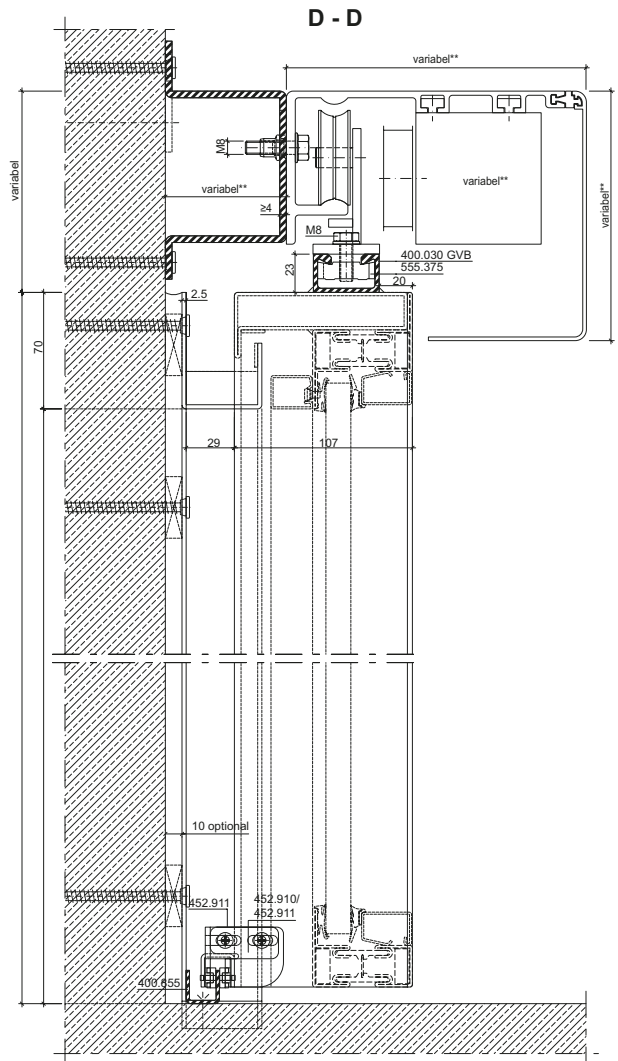 D - D
variabel**
variabel
M8
variabel**
≥4
variabel**
variabel**
M8
400.030 GVB
555.375
23
20
2.5
70
29
107
10 optional
452.911
452.910/
452.911
400.855